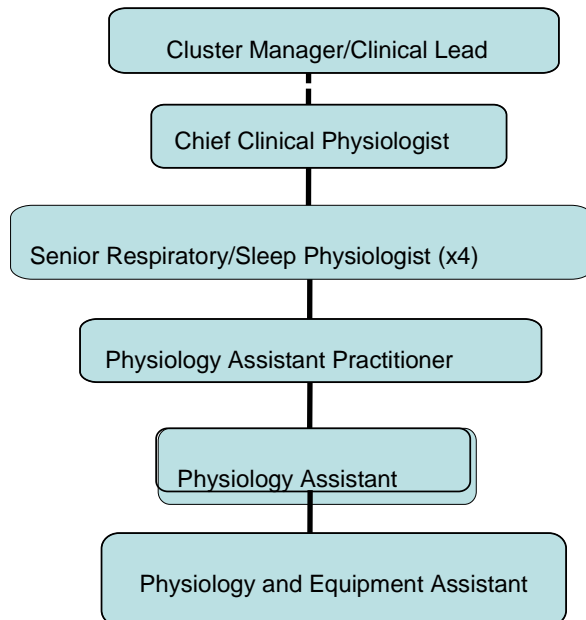 Cluster Manager/Clinical Lead
Chief Clinical Physiologist
Senior Respiratory/Sleep Physiologist (x4)
Physiology Assistant Practitioner
Physiology Assistant
Physiology and Equipment Assistant